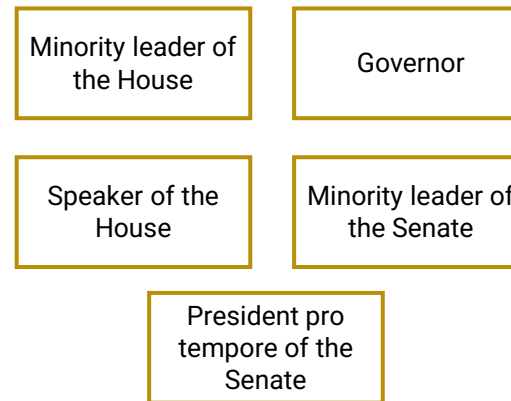 Minority leader of
the House
Governor
Speaker of the
House
Minority leader of
the Senate
President pro
tempore of the
Senate